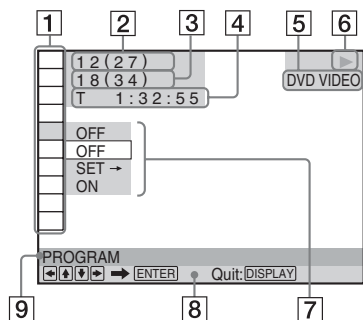 1 2 3 4 5 6
12(27)
18(34)
T 1:32:55
DVD VIDEO
OFF
OFF
SET →
ON
PROGRAM
← ↑ ↓ → ➡ ENTER Quit: DISPLAY
9 8 7